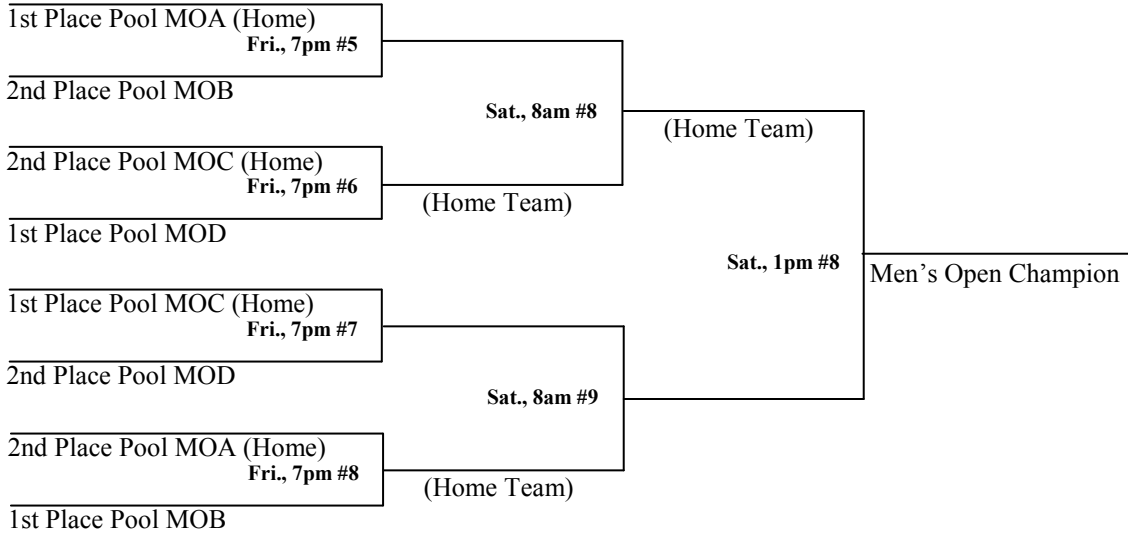 1st Place Pool MOA (Home)
Fri., 7pm #5
2nd Place Pool MOB
Sat., 8am #8
(Home Team)
2nd Place Pool MOC (Home)
Fri., 7pm #6
(Home Team)
1st Place Pool MOD
Sat., 1pm #8
Men’s Open Champion
1st Place Pool MOC (Home)
Fri., 7pm #7
2nd Place Pool MOD
Sat., 8am #9
2nd Place Pool MOA (Home)
Fri., 7pm #8
(Home Team)
1st Place Pool MOB